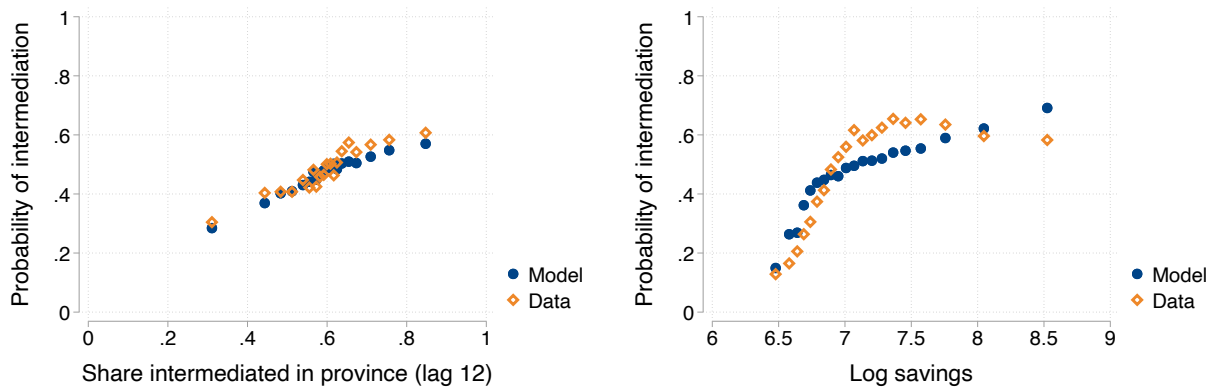 Probability of intermediation
1
.8
.6
.4
.2
0
0 .2 .4 .6 .8 1
Share intermediated in province (lag 12)
Model
Data
Probability of intermediation
1
.8
.6
.4
.2
0
6 6.5 7 7.5 8 8.5 9
Log savings
Model
Data